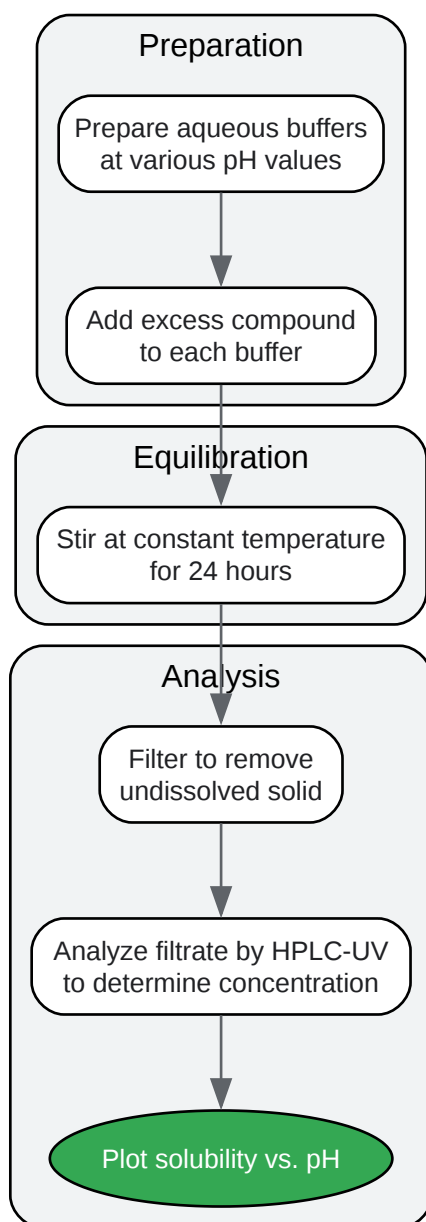 Preparation
Prepare aqueous buffers
at various pH values
Add excess compound
to each buffer
Equilibration
Stir at constant temperature
for 24 hours
Analysis
Filter to remove
undissolved solid
Analyze filtrate by HPLC-UV
to determine concentration
Plot solubility vs. pH